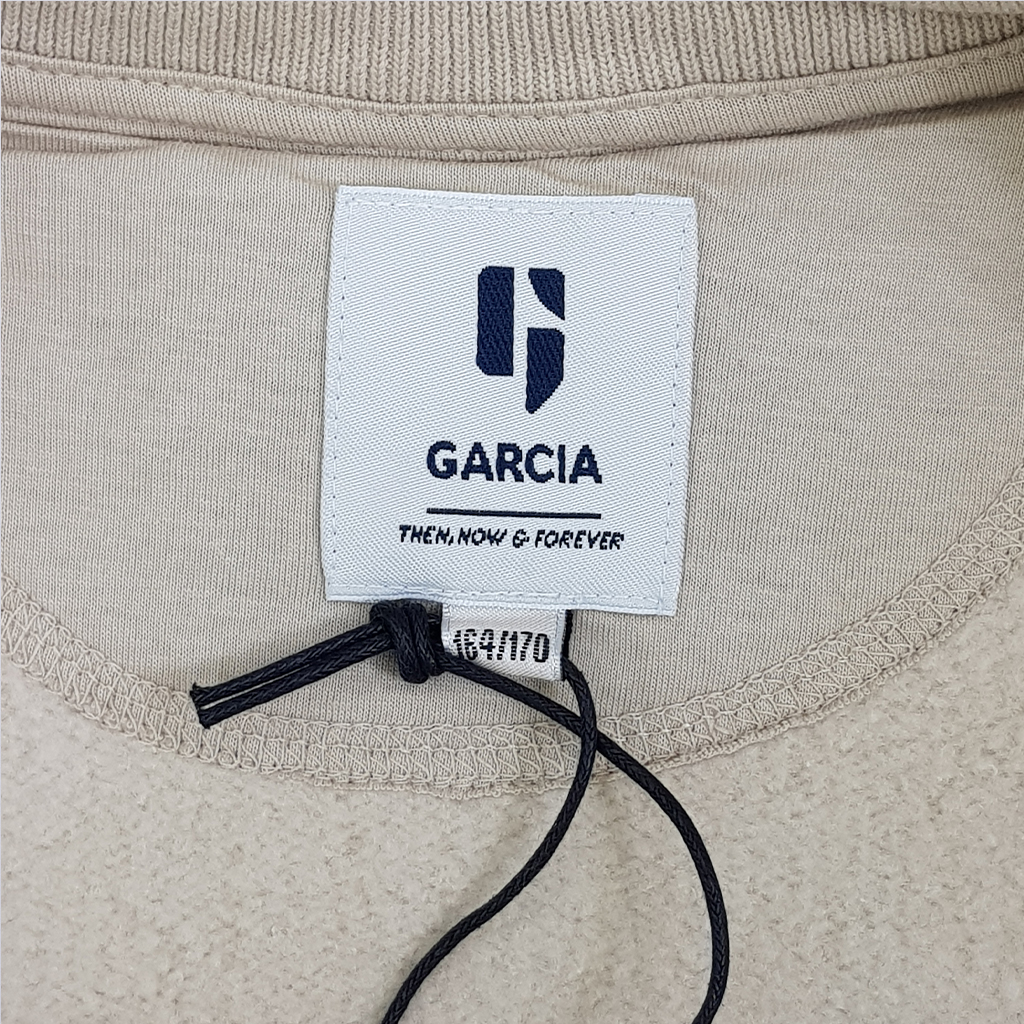 GARCIA
THEN, NOW & FOREVER
164/170